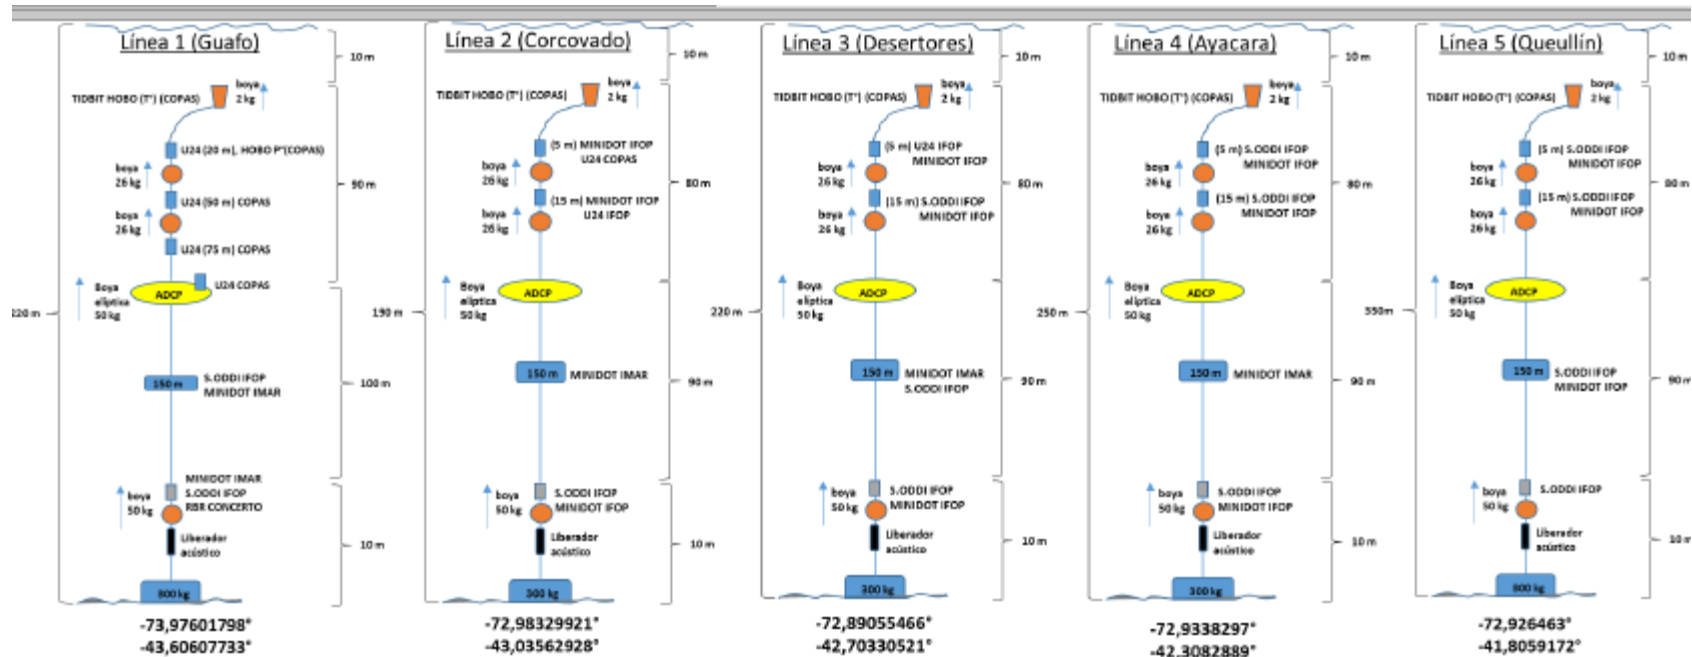 Línea 1 (Guafo)
10 m
TIDBIT HOBO (T°) (COPAS)
boya
2 kg
U24 (20 m), HOBO P°(COPAS)
boya
26 kg
U24 (50 m) COPAS
90 m
boya
26 kg
U24 (75 m) COPAS
U24 COPAS
ADCP
Boya
elíptica
50 kg
220 m
150 m
S.ODDI IFOP
MINIDOT IMAR
100 m
MINIDOT IMAR
S.ODDI IFOP
RBR CONCERTO
boya
50 kg
Liberador
acústico
10 m
300 kg
-73,97601798°
-43,60607733°
Línea 2 (Corcovado)
10 m
TIDBIT HOBO (T°) (COPAS)
boya
2 kg
(5 m) MINIDOT IFOP
U24 COPAS
boya
26 kg
80 m
(15 m) MINIDOT IFOP
U24 IFOP
boya
26 kg
ADCP
Boya
elíptica
50 kg
190 m
150 m
MINIDOT IMAR
90 m
boya
50 kg
S.ODDI IFOP
MINIDOT IFOP
Liberador
acústico
10 m
300 kg
-72,98329921°
-43,03562928°
Línea 3 (Desertores)
10 m
TIDBIT HOBO (T°) (COPAS)
boya
2 kg
(5 m) U24 IFOP
MINIDOT IFOP
boya
26 kg
80 m
(15 m) S.ODDI IFOP
MINIDOT IFOP
boya
26 kg
ADCP
Boya
elíptica
50 kg
220 m
150 m
MINIDOT IMAR
S.ODDI IFOP
90 m
boya
50 kg
S.ODDI IFOP
MINIDOT IFOP
Liberador
acústico
10 m
300 kg
-72,89055466°
-42,70330521°
Línea 4 (Ayacara)
10 m
TIDBIT HOBO (T°) (COPAS)
boya
2 kg
(5 m) S.ODDI IFOP
MINIDOT IFOP
boya
26 kg
80 m
(15 m) S.ODDI IFOP
MINIDOT IFOP
boya
26 kg
ADCP
Boya
elíptica
50 kg
250 m
150 m
MINIDOT IMAR
90 m
boya
50 kg
S.ODDI IFOP
MINIDOT IFOP
Liberador
acústico
10 m
300 kg
-72,9338297°
-42,3082889°
Línea 5 (Queullín)
10 m
TIDBIT HOBO (T°) (COPAS)
boya
2 kg
(5 m) S.ODDI IFOP
MINIDOT IFOP
boya
26 kg
(15 m) S.ODDI IFOP
MINIDOT IFOP
boya
26 kg
ADCP
Boya
elíptica
50 kg
150 m
S.ODDI IFOP
MINIDOT IFOP
90 m
boya
50 kg
S.ODDI IFOP
Liberador
acústico
10 m
-72,926463°
-41,8059172°